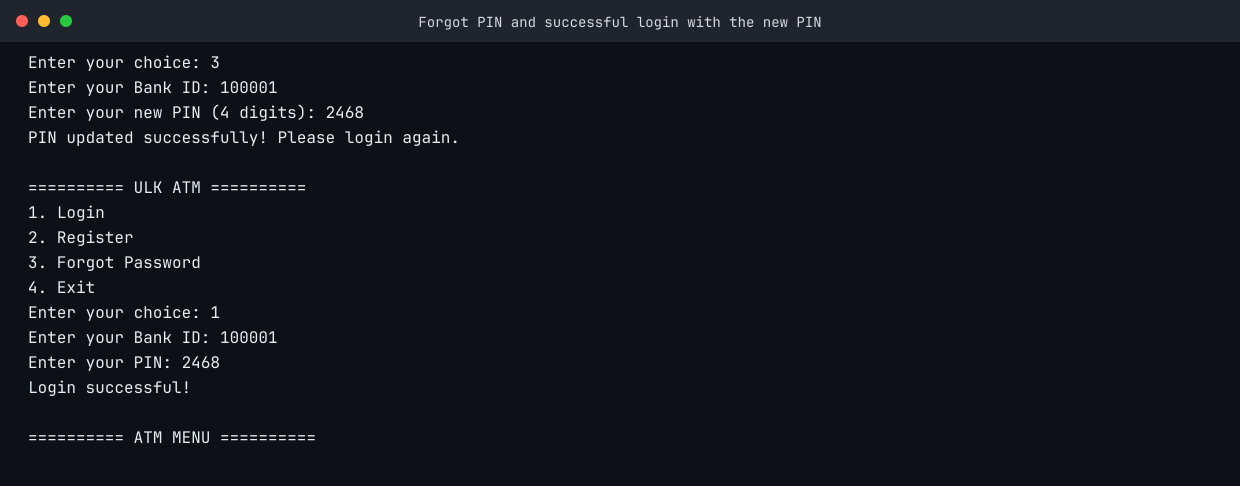 Forgot PIN and successful login with the new PIN
Enter your choice: 3
Enter your Bank ID: 100001
Enter your new PIN (4 digits): 2468
PIN updated successfully! Please login again.
========== ULK ATM ==========
1. Login
2. Register
3. Forgot Password
4. Exit
Enter your choice: 1
Enter your Bank ID: 100001
Enter your PIN: 2468
Login successful!
========== ATM MENU ==========